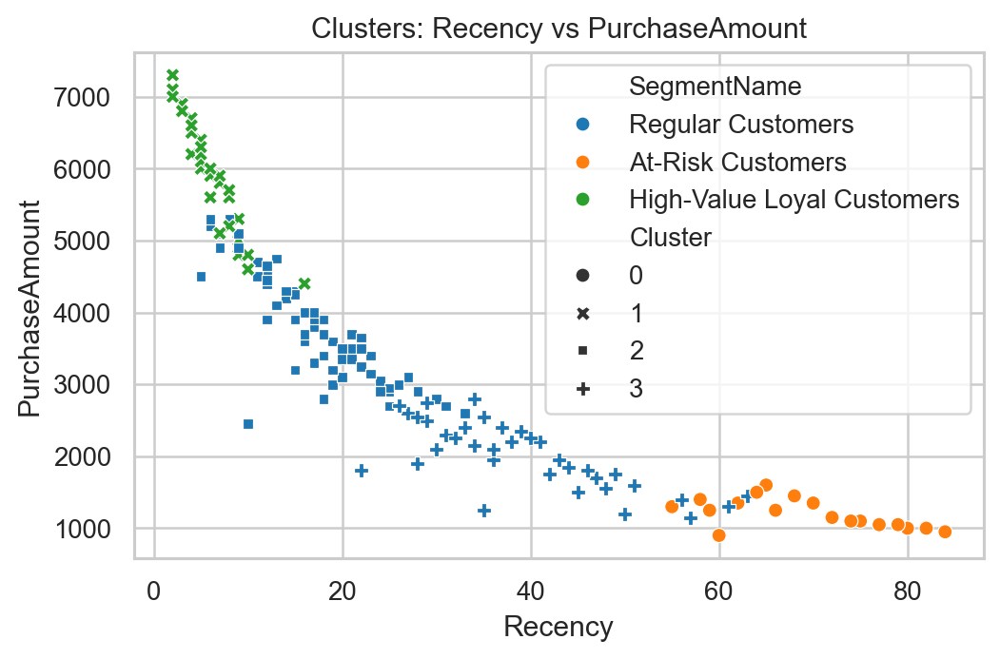 Clusters: Recency vs PurchaseAmount
PurchaseAmount
7000
6000
5000
4000
3000
2000
1000
SegmentName
Regular Customers
At-Risk Customers
High-Value Loyal Customers
Cluster
0
1
2
3
0 20 40 60 80
Recency